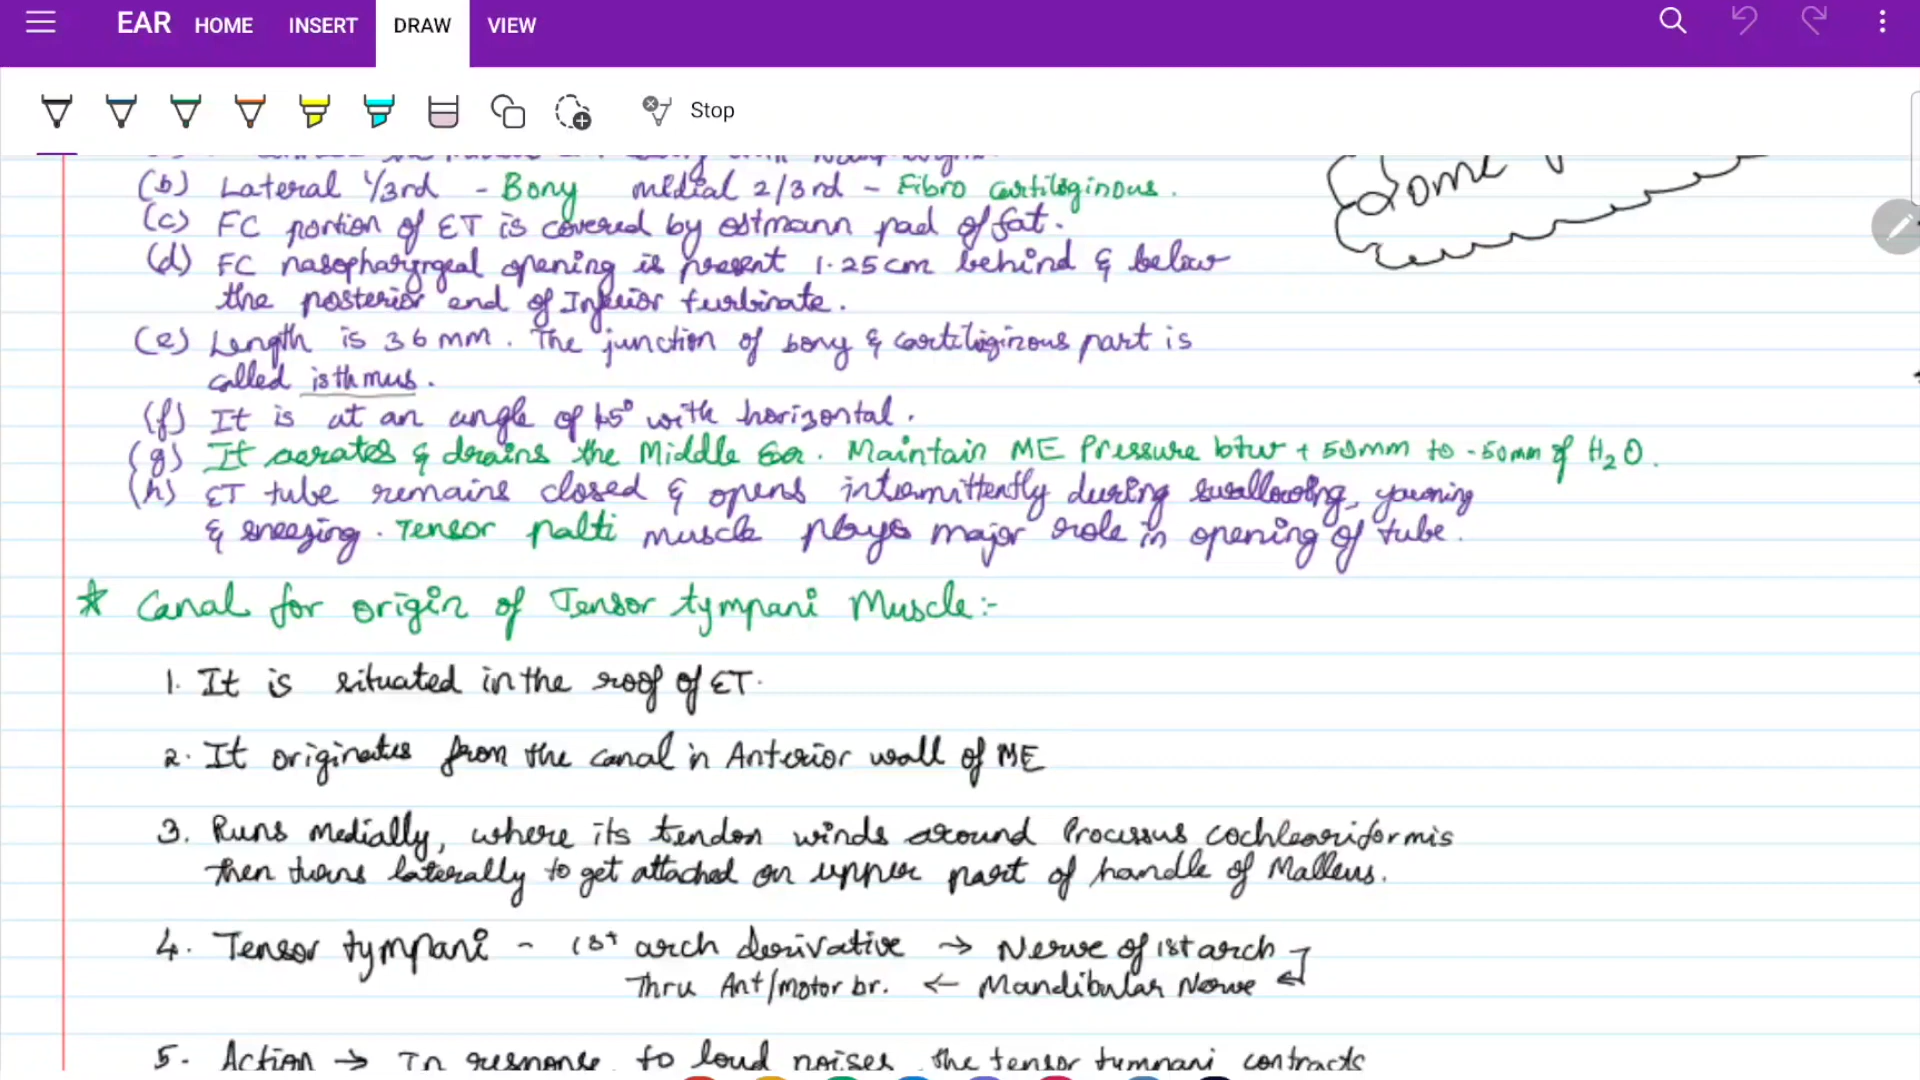 EAR HOME INSERT DRAW VIEW
Stop
(b) Lateral 1/3rd - Bony medial 2/3rd - Fibro cartiloginous.
Some
(c) FC portion of ET is covered by ostmann pad of fat.
(d) FC nasopharyngeal opening is present 1.25cm behind & below
the posterior end of Inferior turbinate.
(e) Length is 36mm. The junction of bony & cartiloginous part is
called isthmus.
(f) It is at an angle of 45° with horizontal.
(g) It aerates & drains the Middle Ear. Maintain ME Pressure btw + 50mm to -50mm of H₂O.
(h) ET tube remains closed & opens intermittently during swallowing, yawning
& sneezing. Tensor palti muscle plays major role in opening of tube.
* Canal for origin of Tensor tympani Muscle:-
1. It is situated in the roof of ET.
2. It originates from the canal in Anterior wall of ME
3. Runs medially, where its tendon winds around Processus cochleariformis
then turns laterally to get attached on upper part of handle of Malleus.
4. Tensor tympani - 1st arch derivative → Nerve of 1st arch
Thru Ant/motor br. ← Mandibular Nerve ↵
5. Action → In response to loud noises, the tensor tympani contracts